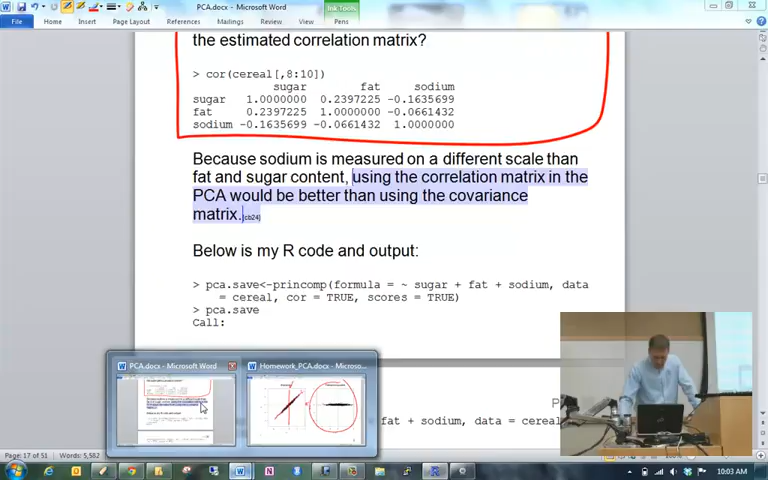 PCA.docx - Microsoft Word
Ink Tools
File
Home
Insert
Page Layout
References
Mailings
Review
View
Pens
the estimated correlation matrix?
> cor(cereal[,8:10])
sugar fat sodium
sugar 1.0000000 0.2397225 -0.1635699
fat 0.2397225 1.0000000 -0.0661432
sodium -0.1635699 -0.0661432 1.0000000
Because sodium is measured on a different scale than
fat and sugar content, using the correlation matrix in the
PCA would be better than using the covariance
matrix.[cb24]
Below is my R code and output:
> pca.save<-princomp(formula = ~ sugar + fat + sodium, data
= cereal, cor = TRUE, scores = TRUE)
> pca.save
Call:
PCA.docx - Microsoft Word
Homework_PCA.docx - Microso...
fat + sodium, data = cereal,
Page: 17 of 51
Words: 5,582
10:03 AM